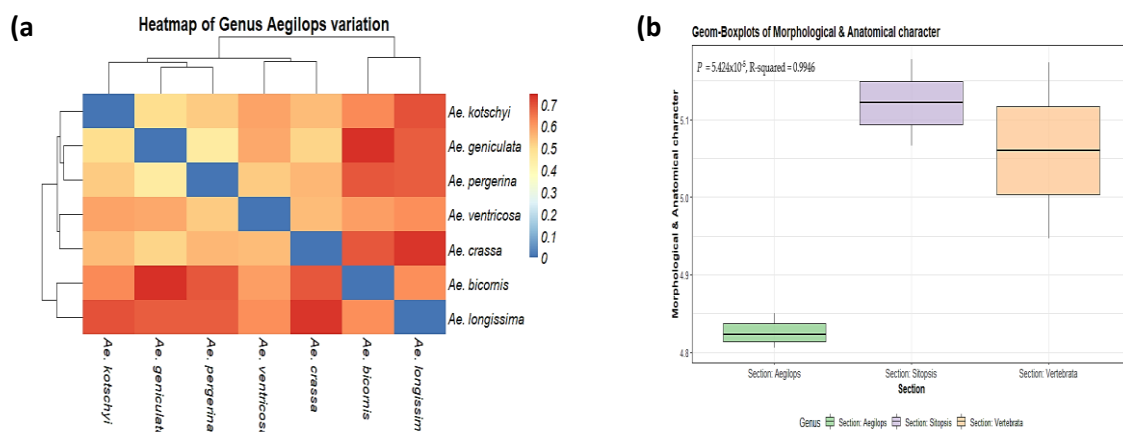 (a
Heatmap of Genus Aegilops variation
Ae. kotschyi
Ae. geniculata
Ae. pergerina
Ae. ventricosa
Ae. crassa
Ae. bicornis
Ae. longissima
0.7
0.6
0.5
0.4
0.3
0.2
0.1
0
Ae. kotschyi
Ae. geniculata
Ae. pergerina
Ae. ventricosa
Ae. crassa
Ae. bicornis
Ae. longissim
(b)
Geom-Boxplots of Morphological & Anatomical character
P = 5.424x10⁻⁵, R-squared = 0.9946
Morphological & Anatomical character
5.1
5.0
4.9
4.8
Section: Aegilops
Section: Sitopsis
Section: Vertebrata
Section
Genus Section: Aegilops Section: Sitopsis Section: Vertebrata